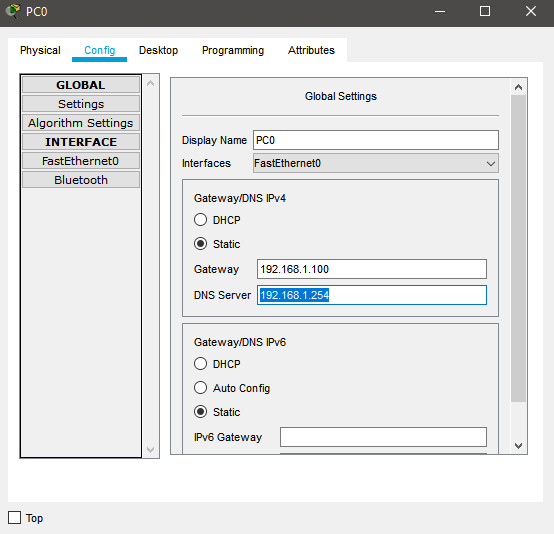 PC0
Physical Config Desktop Programming Attributes
GLOBAL
Settings
Algorithm Settings
INTERFACE
FastEthernet0
Bluetooth
Global Settings
Display Name PC0
Interfaces FastEthernet0
Gateway/DNS IPv4
DHCP
Static
Gateway 192.168.1.100
DNS Server 192.168.1.254
Gateway/DNS IPv6
DHCP
Auto Config
Static
IPv6 Gateway
Top